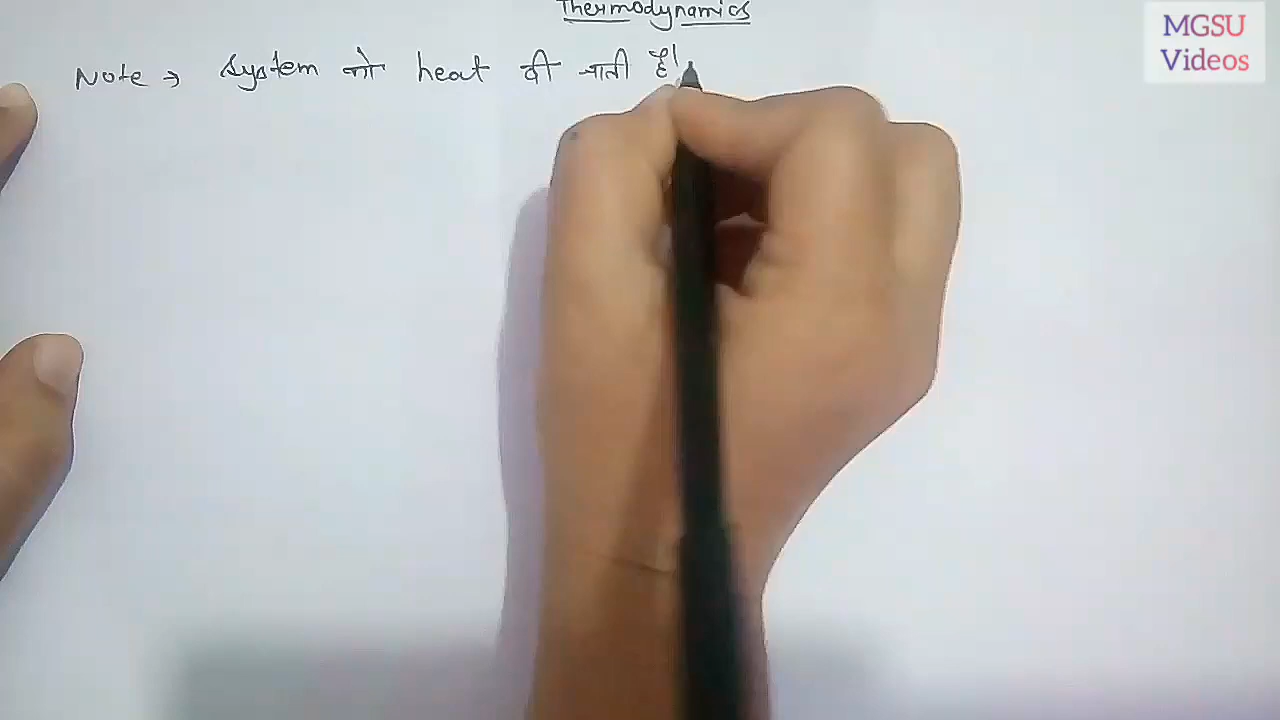 Thermodynamics
MGSU
Videos
Note → System को heat दी जाती है।